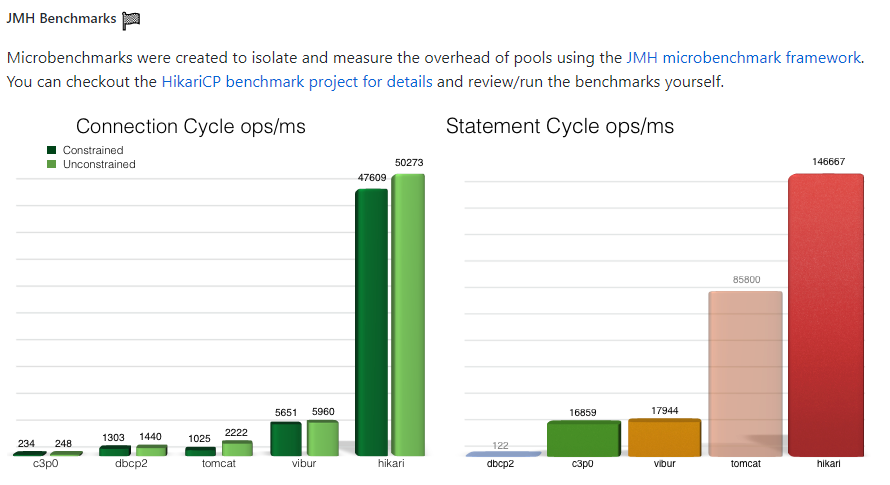 JMH Benchmarks
Microbenchmarks were created to isolate and measure the overhead of pools using the JMH microbenchmark framework.
You can checkout the HikariCP benchmark project for details and review/run the benchmarks yourself.
Connection Cycle ops/ms
Constrained
Unconstrained
234
248
1303
1440
1025
2222
5651
5960
47609
50273
c3p0
dbcp2
tomcat
vibur
hikari
Statement Cycle ops/ms
122
16859
17944
85800
146667
dbcp2
c3p0
vibur
tomcat
hikari